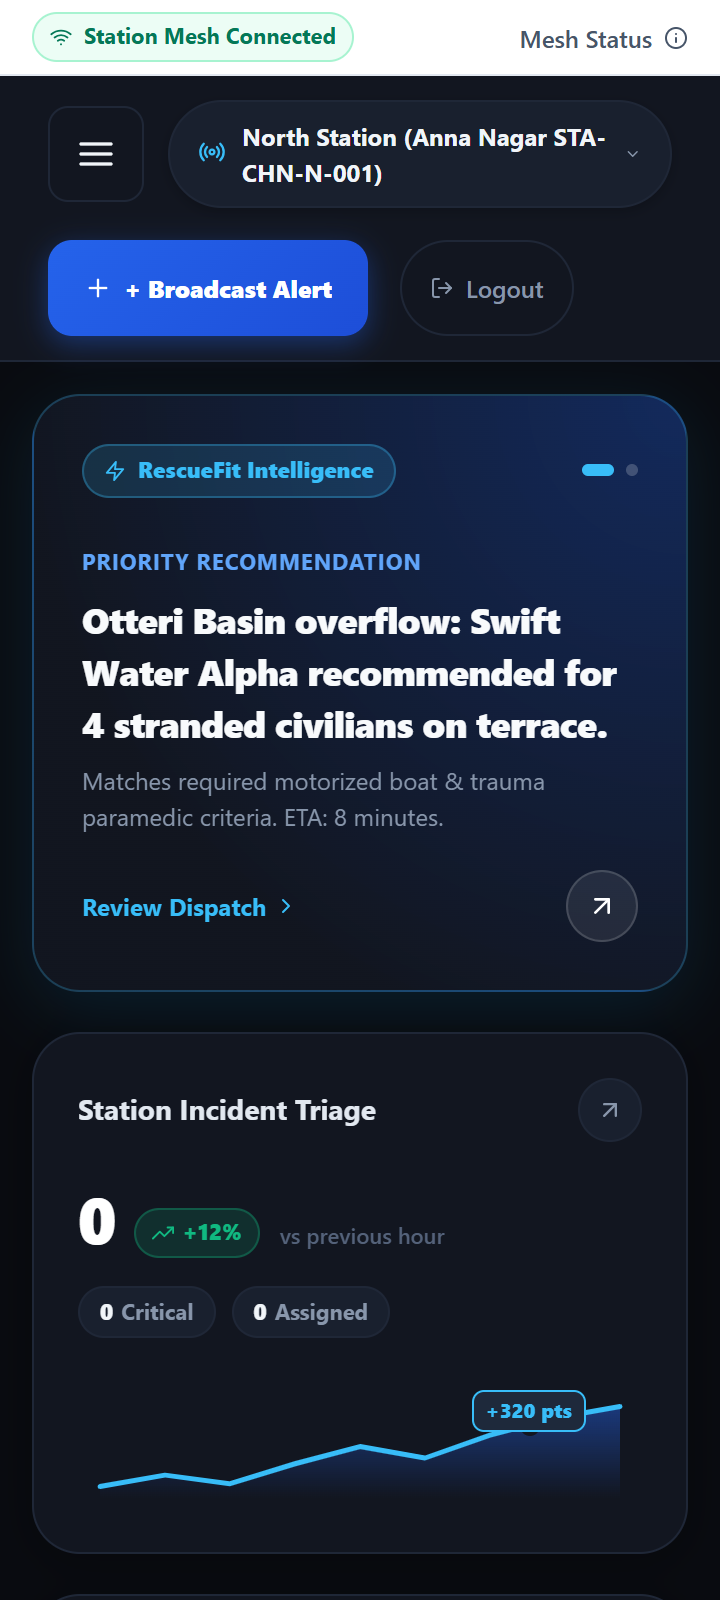 Station Mesh Connected
Mesh Status
North Station (Anna Nagar STA-
CHN-N-001)
+ Broadcast Alert
Logout
RescueFit Intelligence
PRIORITY RECOMMENDATION
Otteri Basin overflow: Swift
Water Alpha recommended for
4 stranded civilians on terrace.
Matches required motorized boat & trauma
paramedic criteria. ETA: 8 minutes.
Review Dispatch
Station Incident Triage
0 +12% vs previous hour
0 Critical
0 Assigned
+320 pts